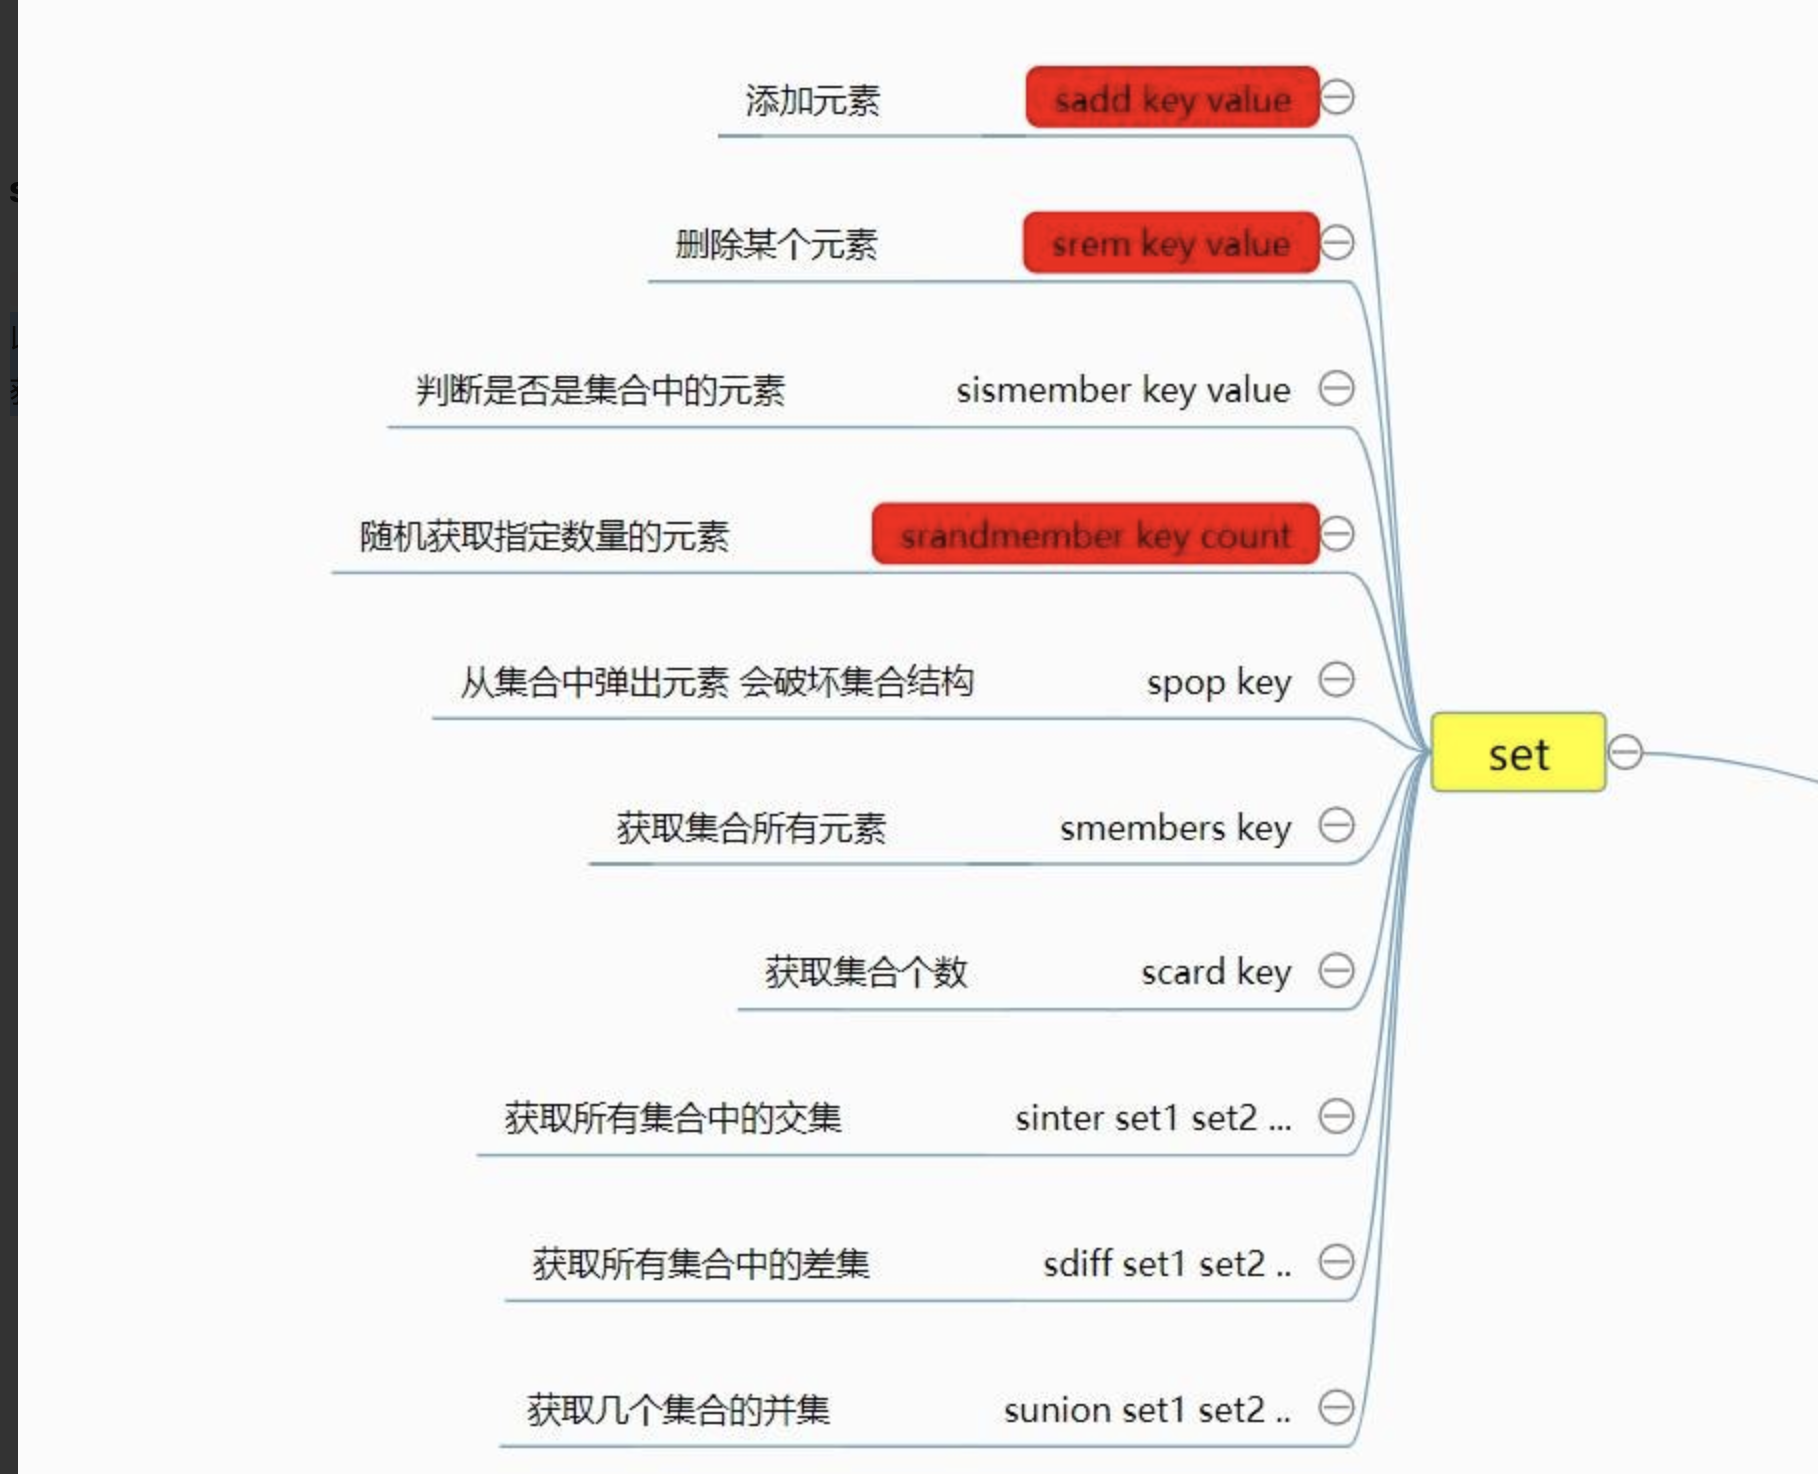 添加元素 sadd key value
删除某个元素 srem key value
判断是否是集合中的元素 sismember key value
随机获取指定数量的元素 srandmember key count
从集合中弹出元素 会破坏集合结构 spop key
set
获取集合所有元素 smembers key
获取集合个数 scard key
获取所有集合中的交集 sinter set1 set2 ...
获取所有集合中的差集 sdiff set1 set2 ..
获取几个集合的并集 sunion set1 set2 ..